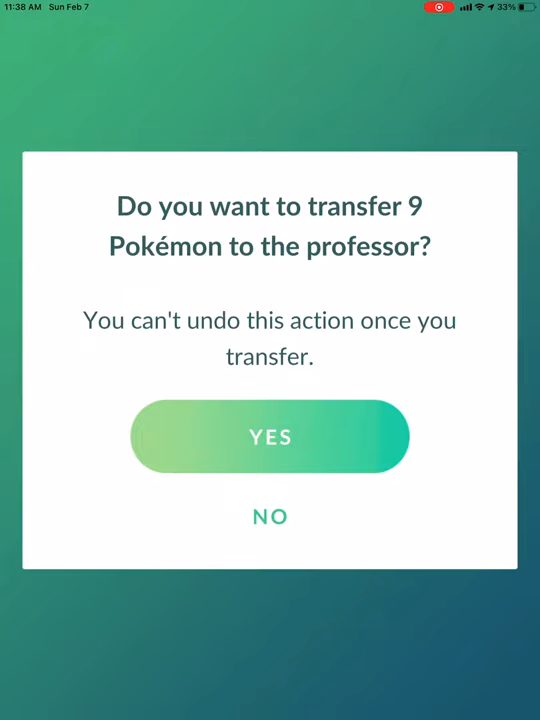 11:38 AM Sun Feb 7 33%
Do you want to transfer 9
Pokémon to the professor?
You can't undo this action once you
transfer.
YES
NO